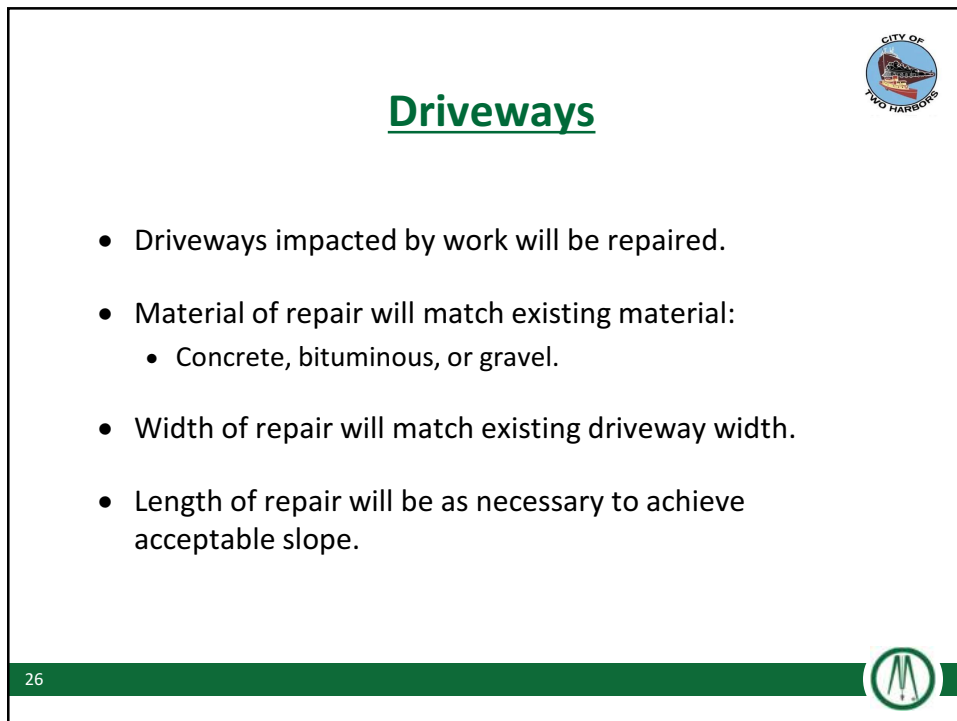 CITY OF
TWO HARBORS
Driveways
• Driveways impacted by work will be repaired.
• Material of repair will match existing material:
• Concrete, bituminous, or gravel.
• Width of repair will match existing driveway width.
• Length of repair will be as necessary to achieve
acceptable slope.
26